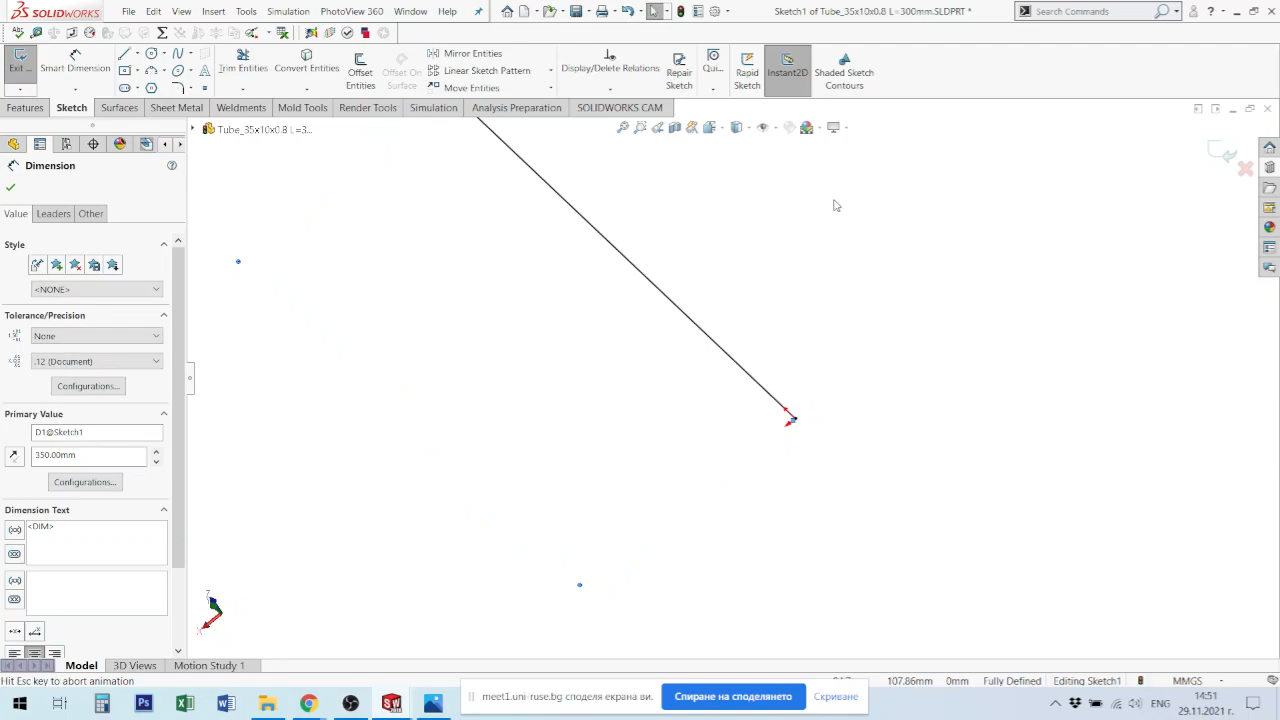 SOLIDWORKS File Edit View Insert Tools Simulation PhotoView 360 Window Help Sketch1 of Tube_35x10x0.8 L=300mm.SLDPRT * Search Commands
Exit ... Smart Dimension Trim Entities Convert Entities Offset Entities Offset On Surface Mirror Entities Linear Sketch Pattern Move Entities Display/Delete Relations Repair Sketch Qui... Rapid Sketch Instant2D Shaded Sketch Contours
Features Sketch Surfaces Sheet Metal Weldments Mold Tools Render Tools Simulation Analysis Preparation SOLIDWORKS CAM
Tube_35x10x0.8 L=3...
Dimension
Value Leaders Other
Style
<NONE>
Tolerance/Precision
None
.12 (Document)
Configurations...
Primary Value
D1@Sketch1
350.00mm
Configurations...
Dimension Text
<DIM>
Z
X
Model 3D Views Motion Study 1
Hit Esc key to abort animation 107.86mm 0mm Fully Defined Editing Sketch1 MMGS
meet1.uni-ruse.bg споделя екрана ви. Спиране на споделянето Скриване
ENG 14:51
29.11.2021 г.